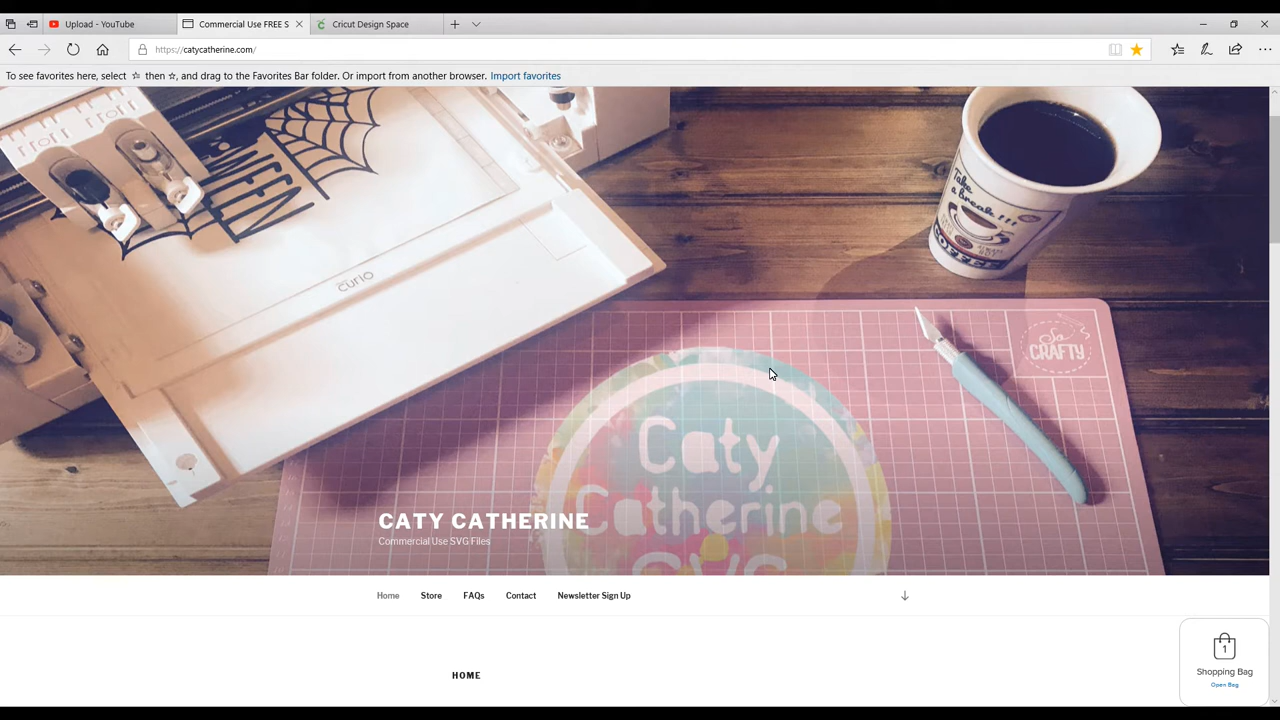 Upload - YouTube
Commercial Use FREE S
Cricut Design Space
https://catycatherine.com/
To see favorites here, select ☆ then ☆, and drag to the Favorites Bar folder. Or import from another browser. Import favorites
curio
Take
a Break!!!
COFFEE
So
CRAFTY
Caty
Catherine
SVG
CATY CATHERINE
Commercial Use SVG Files
Home Store FAQs Contact Newsletter Sign Up
HOME
1
Shopping Bag
Open Bag